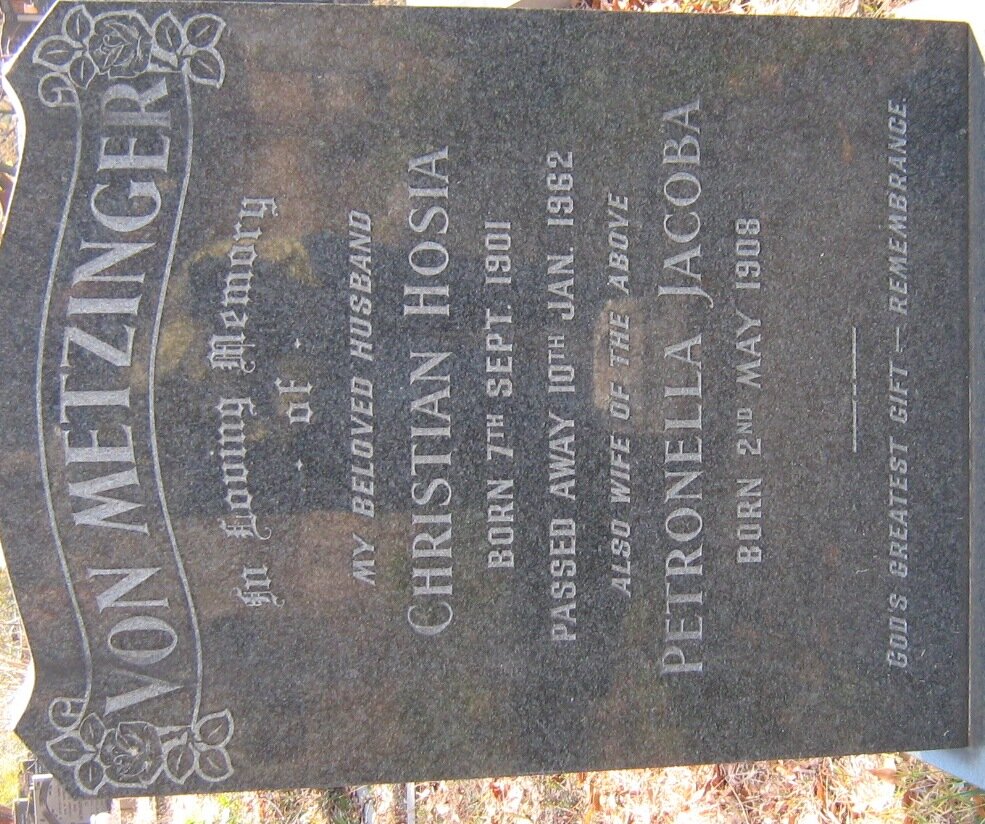 VON METZINGER
In Loving Memory
of
MY BELOVED HUSBAND
CHRISTIAN HOSIA
BORN 7TH SEPT. 1901
PASSED AWAY 10TH JAN. 1962
ALSO WIFE OF THE ABOVE
PETRONELLA JACOBA
BORN 2ND MAY 1908
GOD'S GREATEST GIFT — REMEMBRANCE.